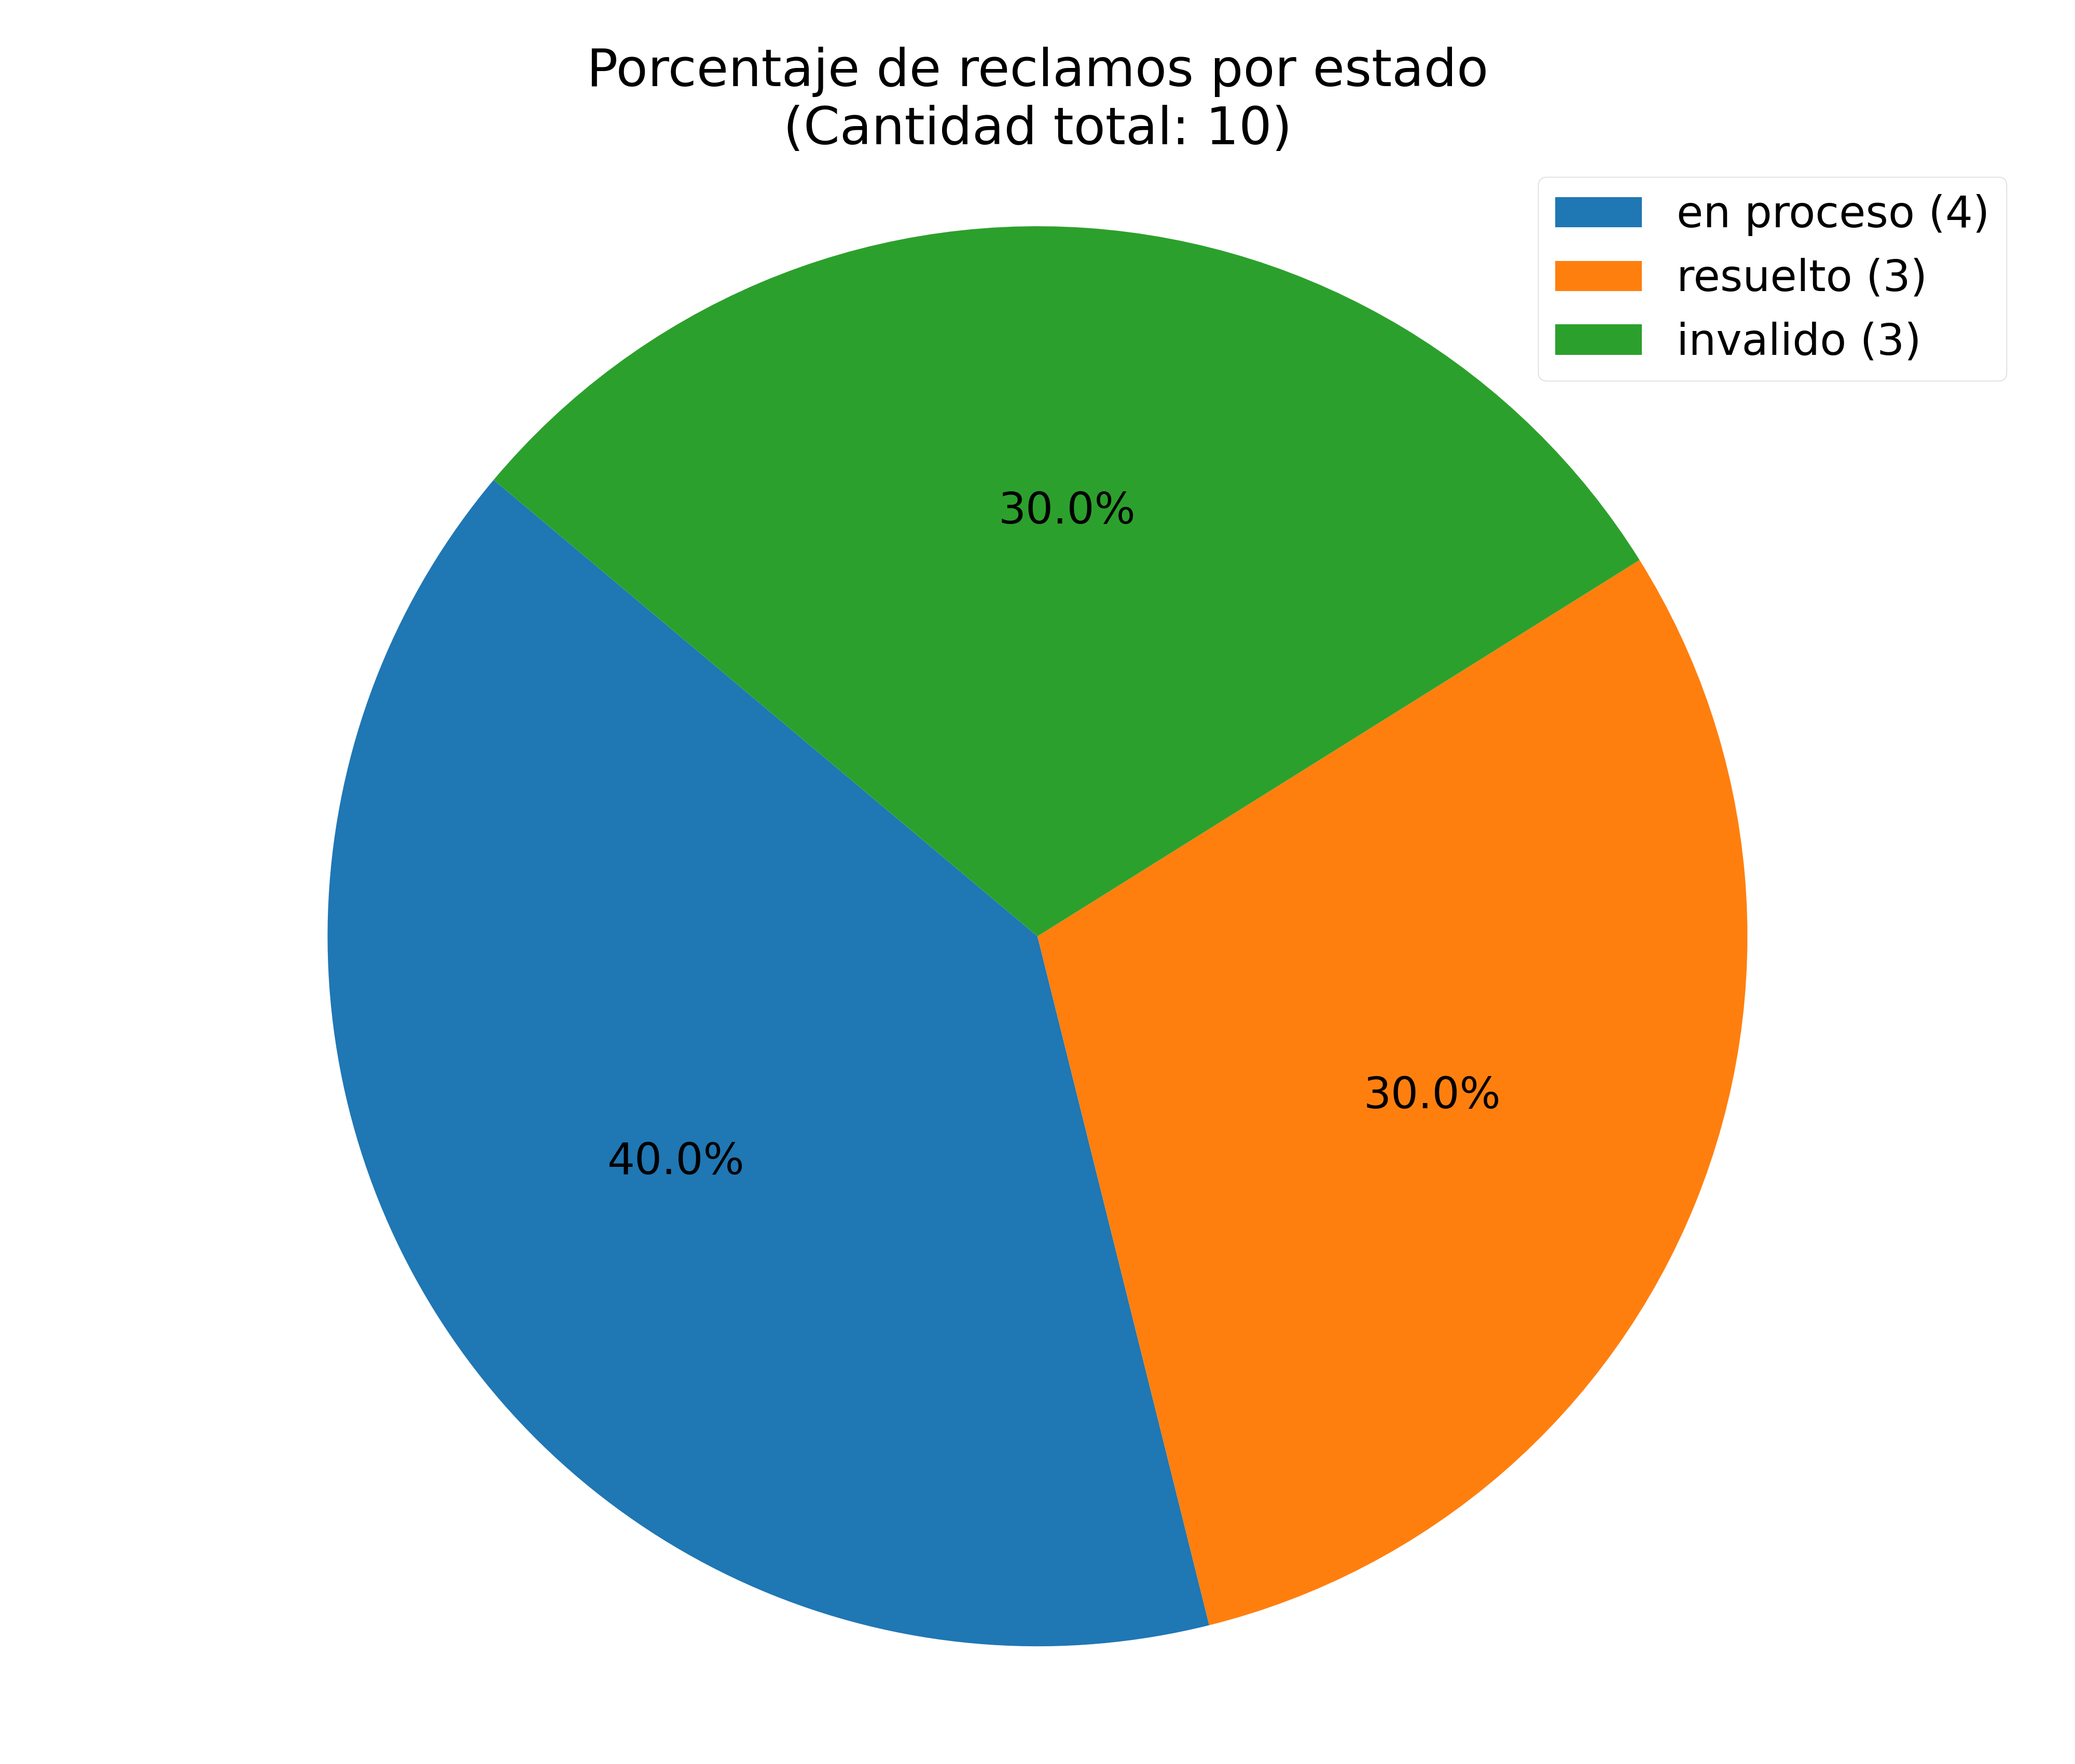 Porcentaje de reclamos por estado
(Cantidad total: 10)
en proceso (4)
resuelto (3)
invalido (3)
30.0%
30.0%
40.0%